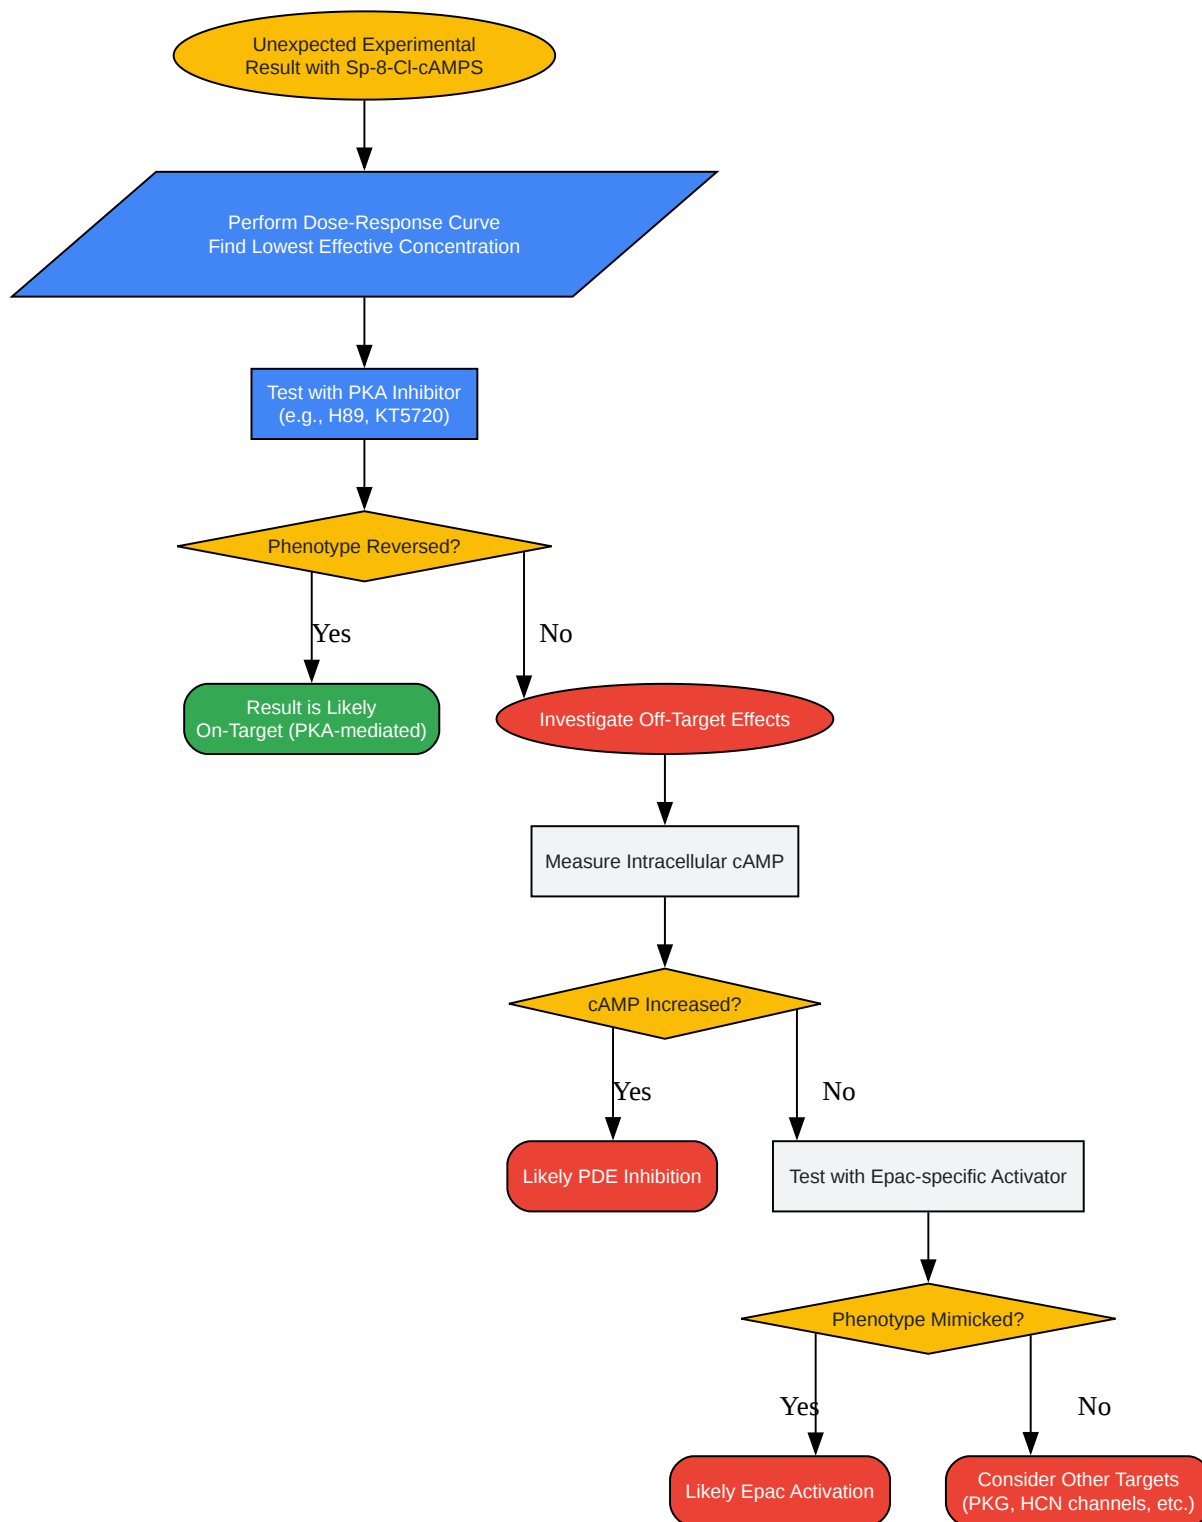 Unexpected Experimental
Result with Sp-8-Cl-cAMPS
Perform Dose-Response Curve
Find Lowest Effective Concentration
Test with PKA Inhibitor
(e.g., H89, KT5720)
Phenotype Reversed?
Yes
No
Result is Likely
On-Target (PKA-mediated)
Investigate Off-Target Effects
Measure Intracellular cAMP
cAMP Increased?
Yes
No
Likely PDE Inhibition
Test with Epac-specific Activator
Phenotype Mimicked?
Yes
No
Likely Epac Activation
Consider Other Targets
(PKG, HCN channels, etc.)